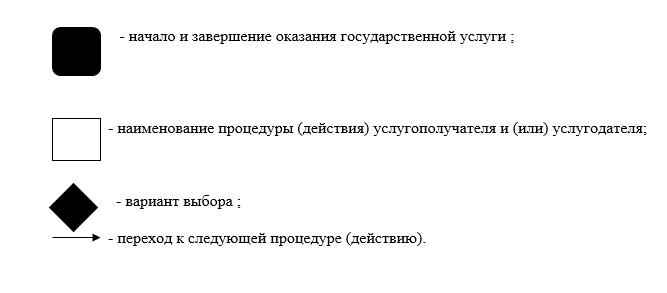 - начало и завершение оказания государственной услуги ;
- наименование процедуры (действия) услугополучателя и (или) услугодателя;
- вариант выбора ;
- переход к следующей процедуре (действию).